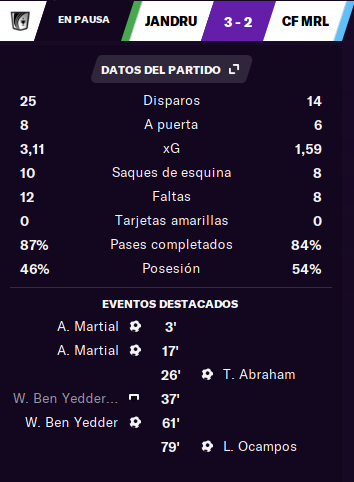 EN PAUSA JANDRU 3 - 2 CF MRL
DATOS DEL PARTIDO
25 Disparos 14
8 A puerta 6
3,11 xG 1,59
10 Saques de esquina 8
12 Faltas 8
0 Tarjetas amarillas 0
87% Pases completados 84%
46% Posesión 54%
EVENTOS DESTACADOS
A. Martial 3'
A. Martial 17'
26' T. Abraham
W. Ben Yedder... 37'
W. Ben Yedder 61'
79' L. Ocampos